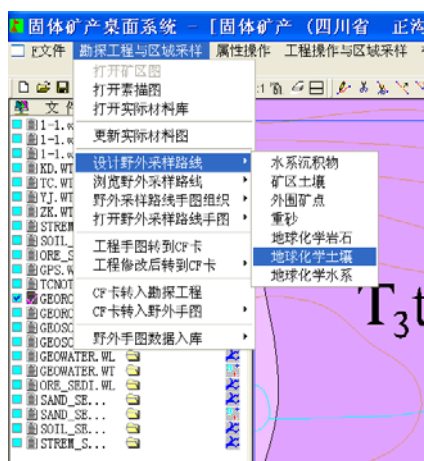 固体矿产桌面系统 - [固体矿产 (四川省 正沟
F文件 勘探工程与区域采样 属性操作 工程操作与区域采样
打开矿区图
打开素描图
打开实际材料库
更新实际材料图
设计野外采样路线
浏览野外采样路线
野外采样路线手图组织
打开野外采样路线手图
工程手图转到CF卡
工程修改后转到CF卡
CF卡转入勘探工程
CF卡转入野外手图
野外手图数据入库
水系沉积物
矿区土壤
外围矿点
重砂
地球化学岩石
地球化学土壤
地球化学水系
:1
文
1-1.
1-1.
1-1.
KD.WT
TC.WT
YJ.WT
ZK.WT
STREM
SOIL_
ORE_S
GPS.W
TCNOT
GEORO
GEORO
GEOSO
GEOSO
GEOWATER.WL
GEOWATER.WT
ORE_SEDI.WL
SAND_SE...
SAND_SE...
SOIL_SE...
STREM_S...
T3t